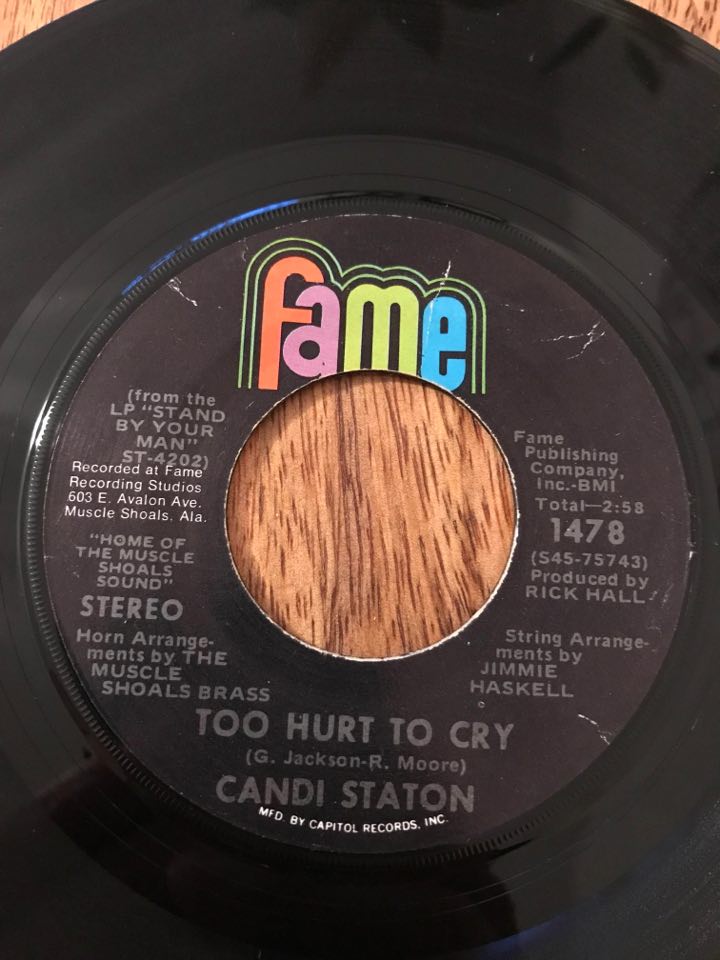 fame
(from the
LP "STAND
BY YOUR
MAN"
ST-4202)
Recorded at Fame
Recording Studios
603 E. Avalon Ave.
Muscle Shoals, Ala.
"HOME OF
THE MUSCLE
SHOALS
SOUND"
STEREO
Horn Arrange-
ments by THE
MUSCLE
SHOALS BRASS
Fame
Publishing
Company,
Inc.-BMI
Total—2:58
1478
(S45-75743)
Produced by
RICK HALL
String Arrange-
ments by
JIMMIE
HASKELL
TOO HURT TO CRY
(G. Jackson-R. Moore)
CANDI STATON
MFD. BY CAPITOL RECORDS, INC.